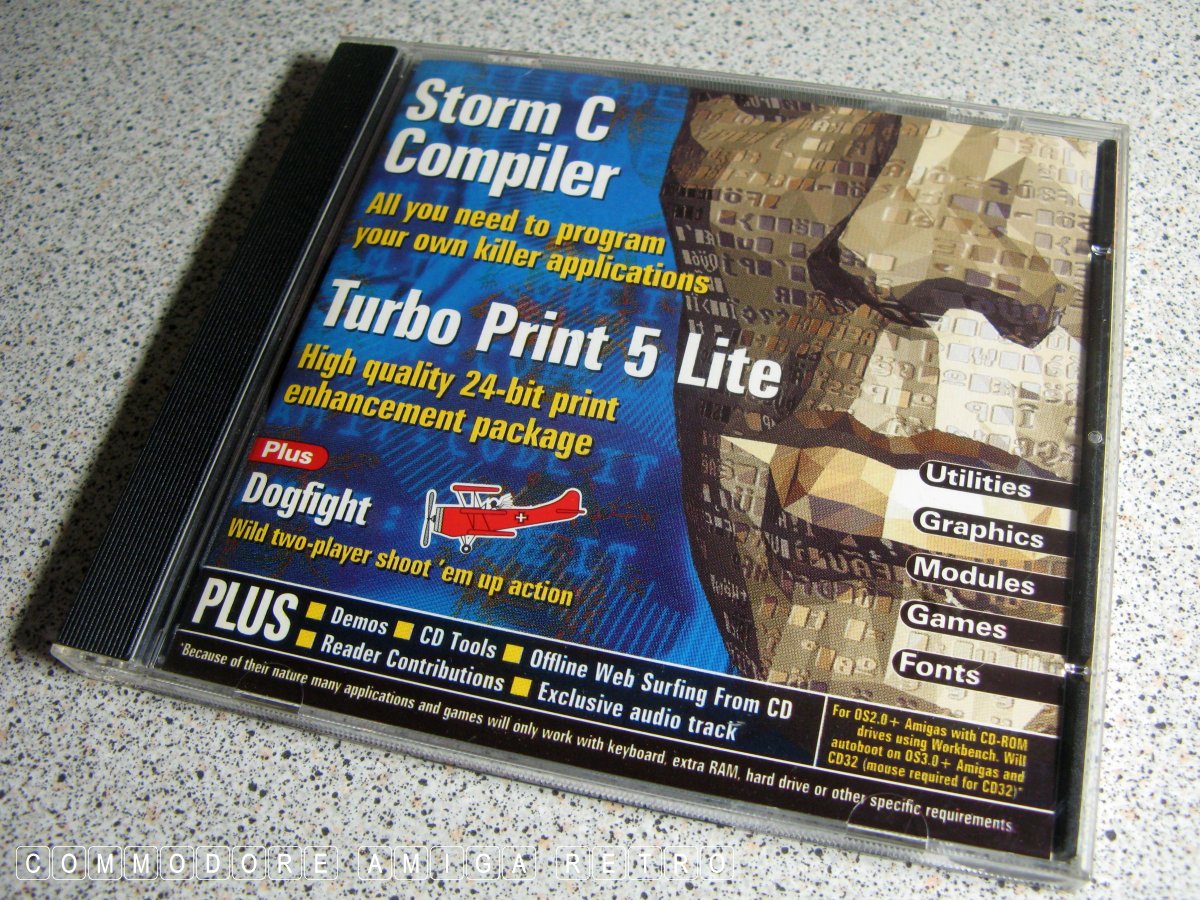 Storm C
Compiler
All you need to program
your own killer applications
Turbo Print 5 Lite
High quality 24-bit print
enhancement package
Plus
Dogfight
Wild two-player shoot 'em up action
Utilities
Graphics
Modules
Games
Fonts
PLUS
Demos CD Tools Offline Web Surfing From CD
Reader Contributions Exclusive audio track
For OS2.0+ Amigas with CD-ROM
drives using Workbench. Will
autoboot on OS3.0+ Amigas and
CD32 (mouse required for CD32)*
*Because of their nature many applications and games will only work with keyboard, extra RAM, hard drive or other specific requirements
COMMODORE AMIGA RETRO